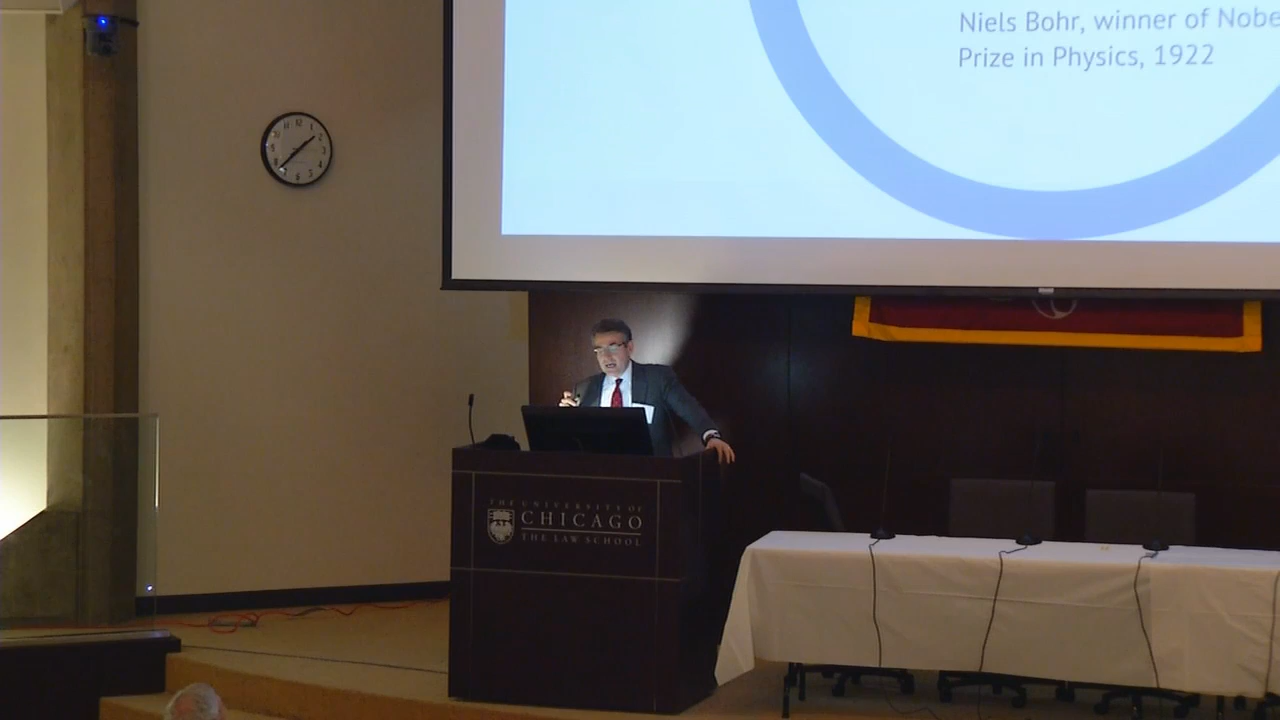 Niels Bohr, winner of Nobe
Prize in Physics, 1922
THE UNIVERSITY OF
CHICAGO
THE LAW SCHOOL